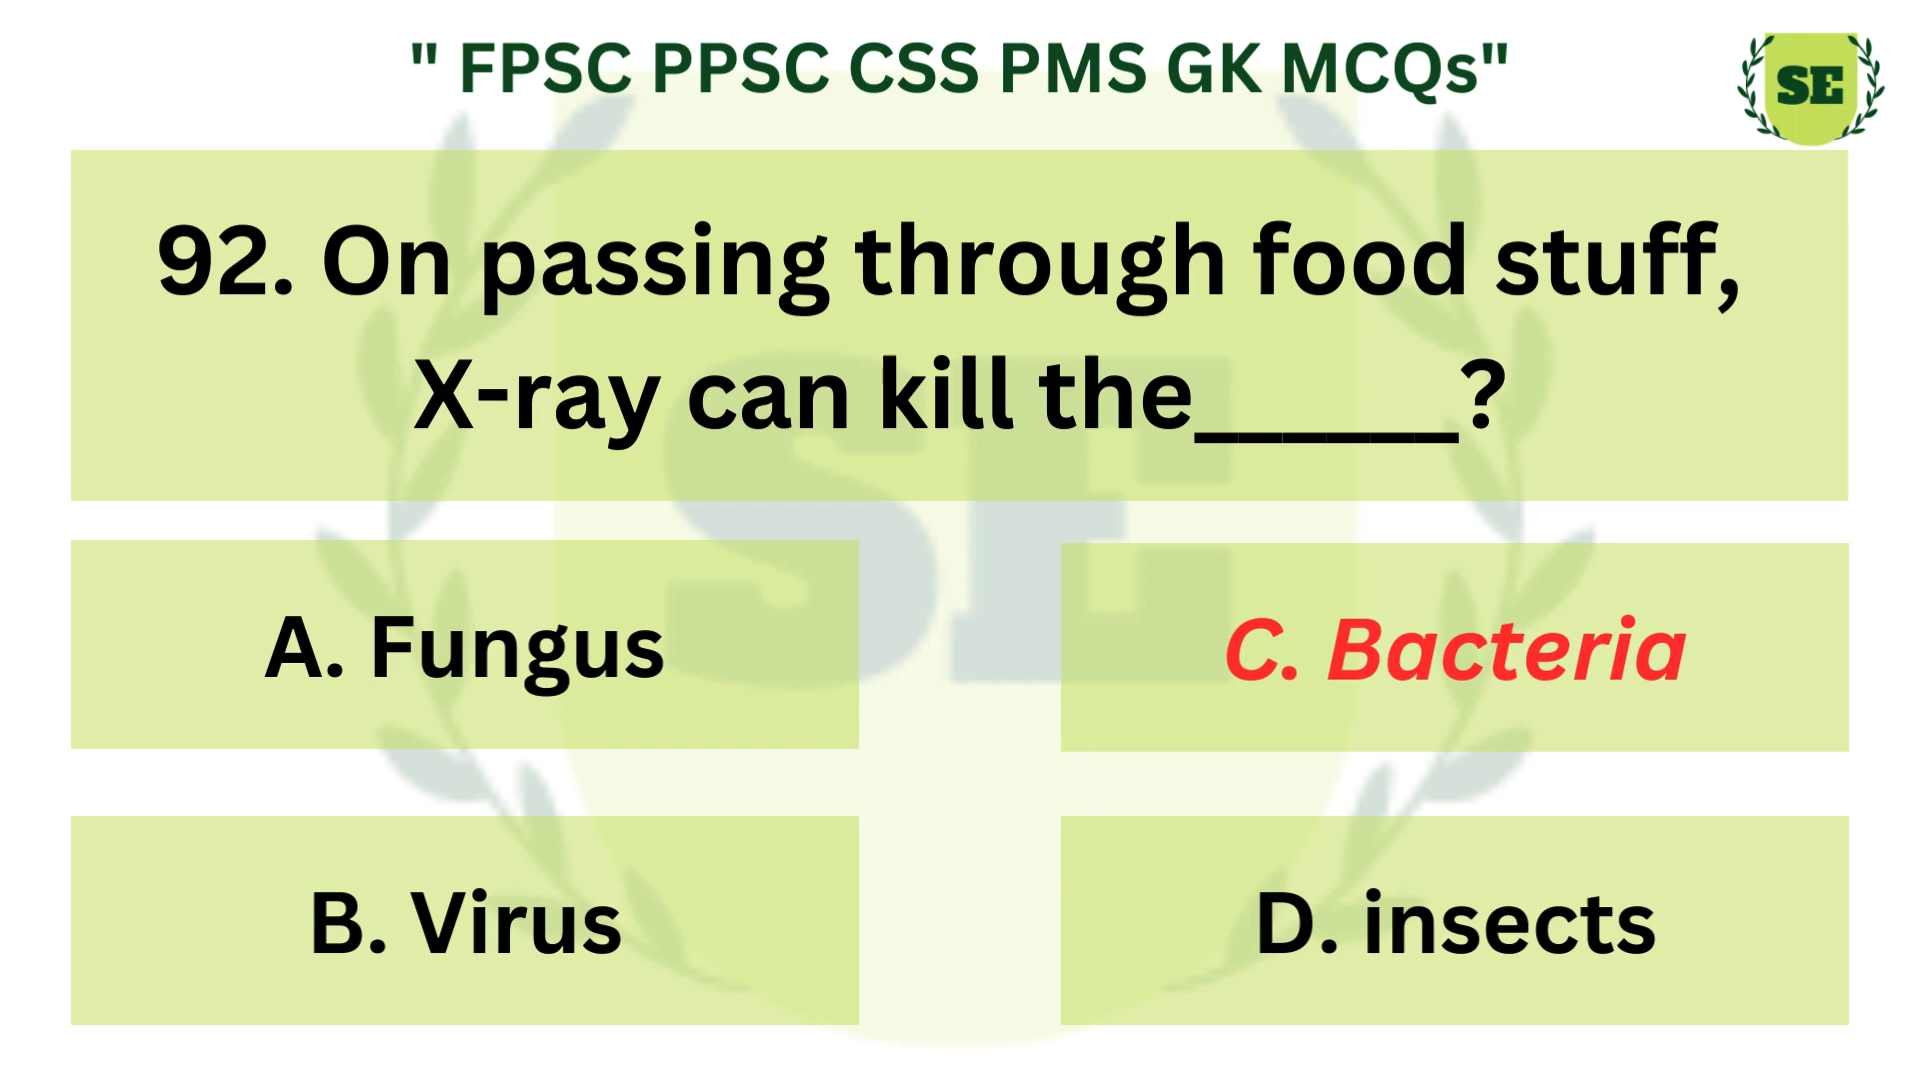 " FPSC PPSC CSS PMS GK MCQs"
SE
92. On passing through food stuff,
X-ray can kill the______?
A. Fungus
C. Bacteria
B. Virus
D. insects
SE